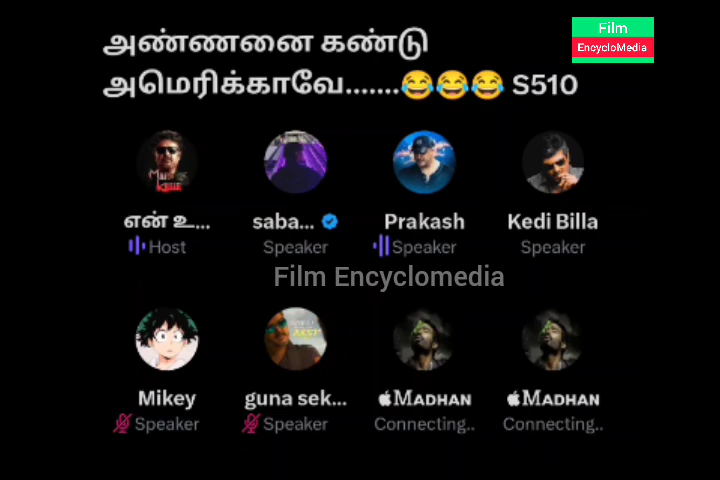 Film
EncycloMedia
அண்ணனை கண்டு
அமெரிக்காவே.......😂😂😂 S510
என் உ...
saba...
Prakash
Kedi Billa
Host
Speaker
Speaker
Speaker
Film Encyclomedia
Mikey
guna sek...
MADHAN
MADHAN
Speaker
Speaker
Connecting..
Connecting..